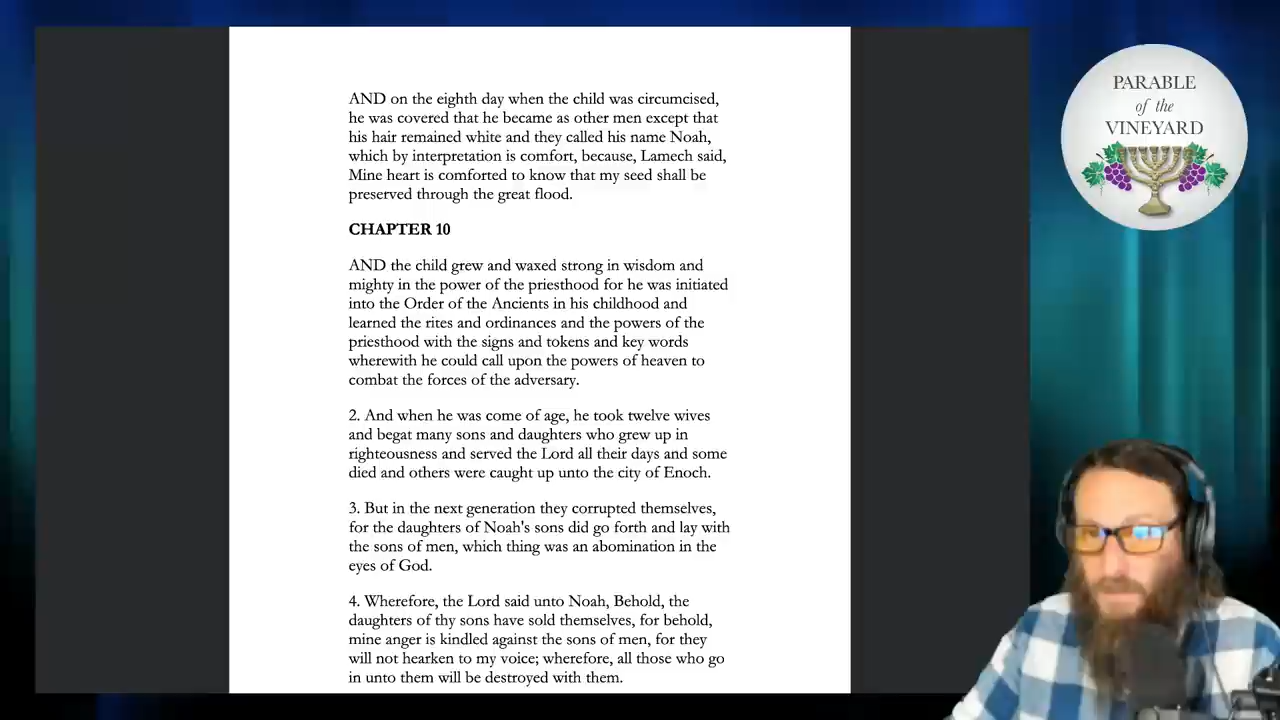 AND on the eighth day when the child was circumcised,
he was covered that he became as other men except that
his hair remained white and they called his name Noah,
which by interpretation is comfort, because, Lamech said,
Mine heart is comforted to know that my seed shall be
preserved through the great flood.
CHAPTER 10
AND the child grew and waxed strong in wisdom and
mighty in the power of the priesthood for he was initiated
into the Order of the Ancients in his childhood and
learned the rites and ordinances and the powers of the
priesthood with the signs and tokens and key words
wherewith he could call upon the powers of heaven to
combat the forces of the adversary.
2. And when he was come of age, he took twelve wives
and begat many sons and daughters who grew up in
righteousness and served the Lord all their days and some
died and others were caught up unto the city of Enoch.
3. But in the next generation they corrupted themselves,
for the daughters of Noah's sons did go forth and lay with
the sons of men, which thing was an abomination in the
eyes of God.
4. Wherefore, the Lord said unto Noah, Behold, the
daughters of thy sons have sold themselves, for behold,
mine anger is kindled against the sons of men, for they
will not hearken to my voice; wherefore, all those who go
in unto them will be destroyed with them.
PARABLE
of the
VINEYARD